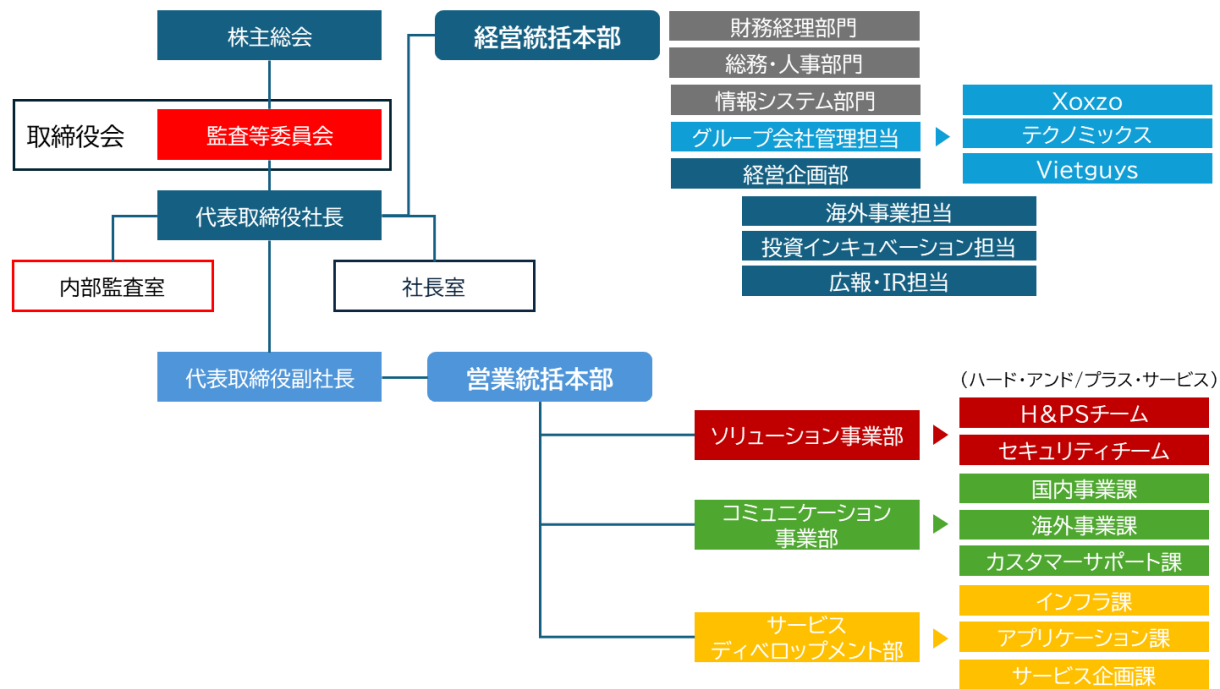 株主総会
経営統括本部
財務経理部門
総務・人事部門
情報システム部門
グループ会社管理担当
経営企画部
Xoxzo
テクノミックス
Vietguys
海外事業担当
投資インキュベーション担当
広報・IR担当
取締役会
監査等委員会
代表取締役社長
内部監査室
社長室
代表取締役副社長
営業統括本部
(ハード・アンド/プラス・サービス)
ソリューション事業部
H&PSチーム
セキュリティチーム
コミュニケーション
事業部
国内事業課
海外事業課
カスタマーサポート課
サービス
ディベロップメント部
インフラ課
アプリケーション課
サービス企画課